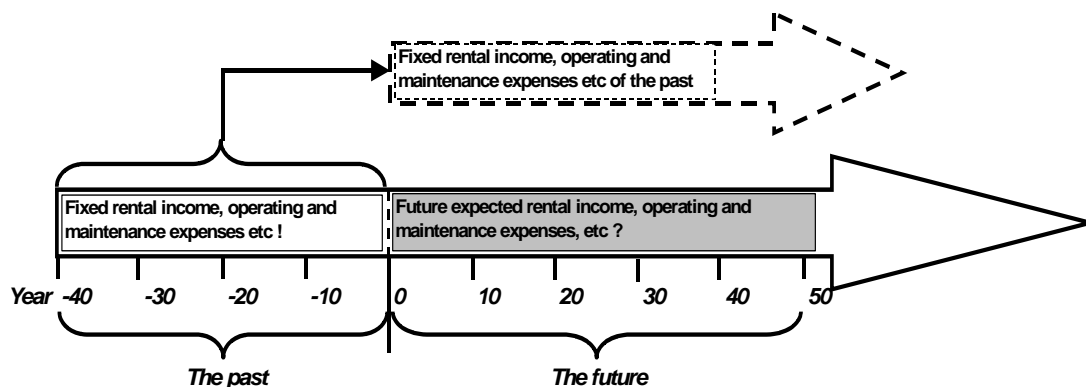 Fixed rental income, operating and
maintenance expenses etc of the past
Fixed rental income, operating and
maintenance expenses etc !
Future expected rental income, operating and
maintenance expenses, etc ?
Year -40 -30 -20 -10 0 10 20 30 40 50
The past
The future